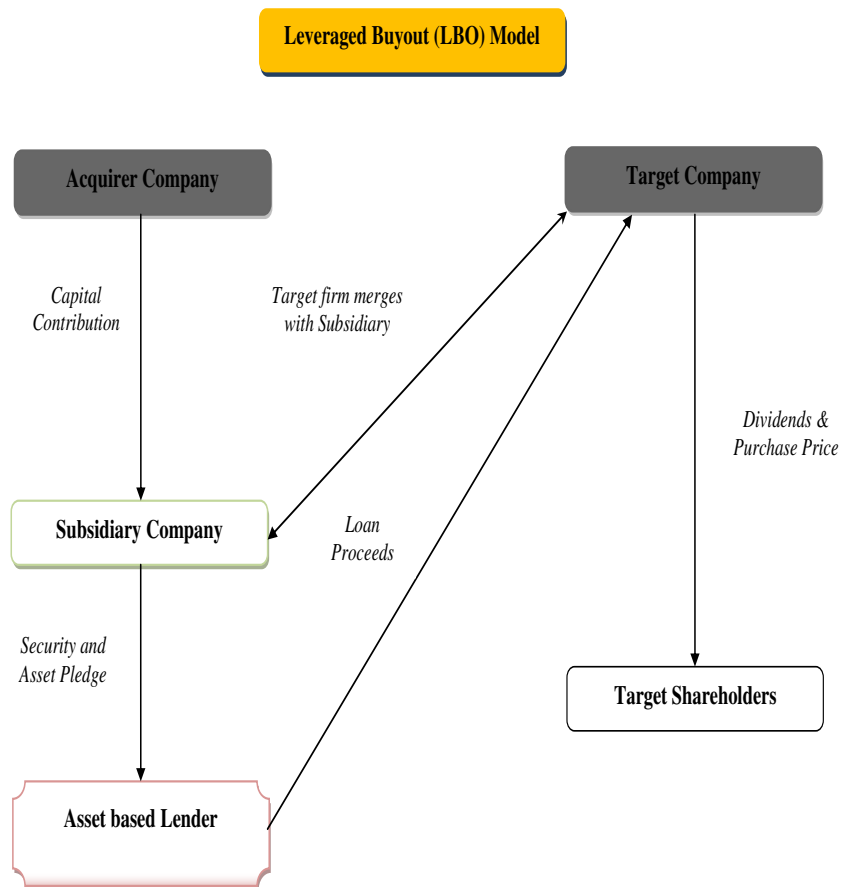 Leveraged Buyout (LBO) Model
Acquirer Company
Target Company
Capital
Contribution
Target firm merges
with Subsidiary
Dividends &
Purchase Price
Subsidiary Company
Loan
Proceeds
Security and
Asset Pledge
Target Shareholders
Asset based Lender